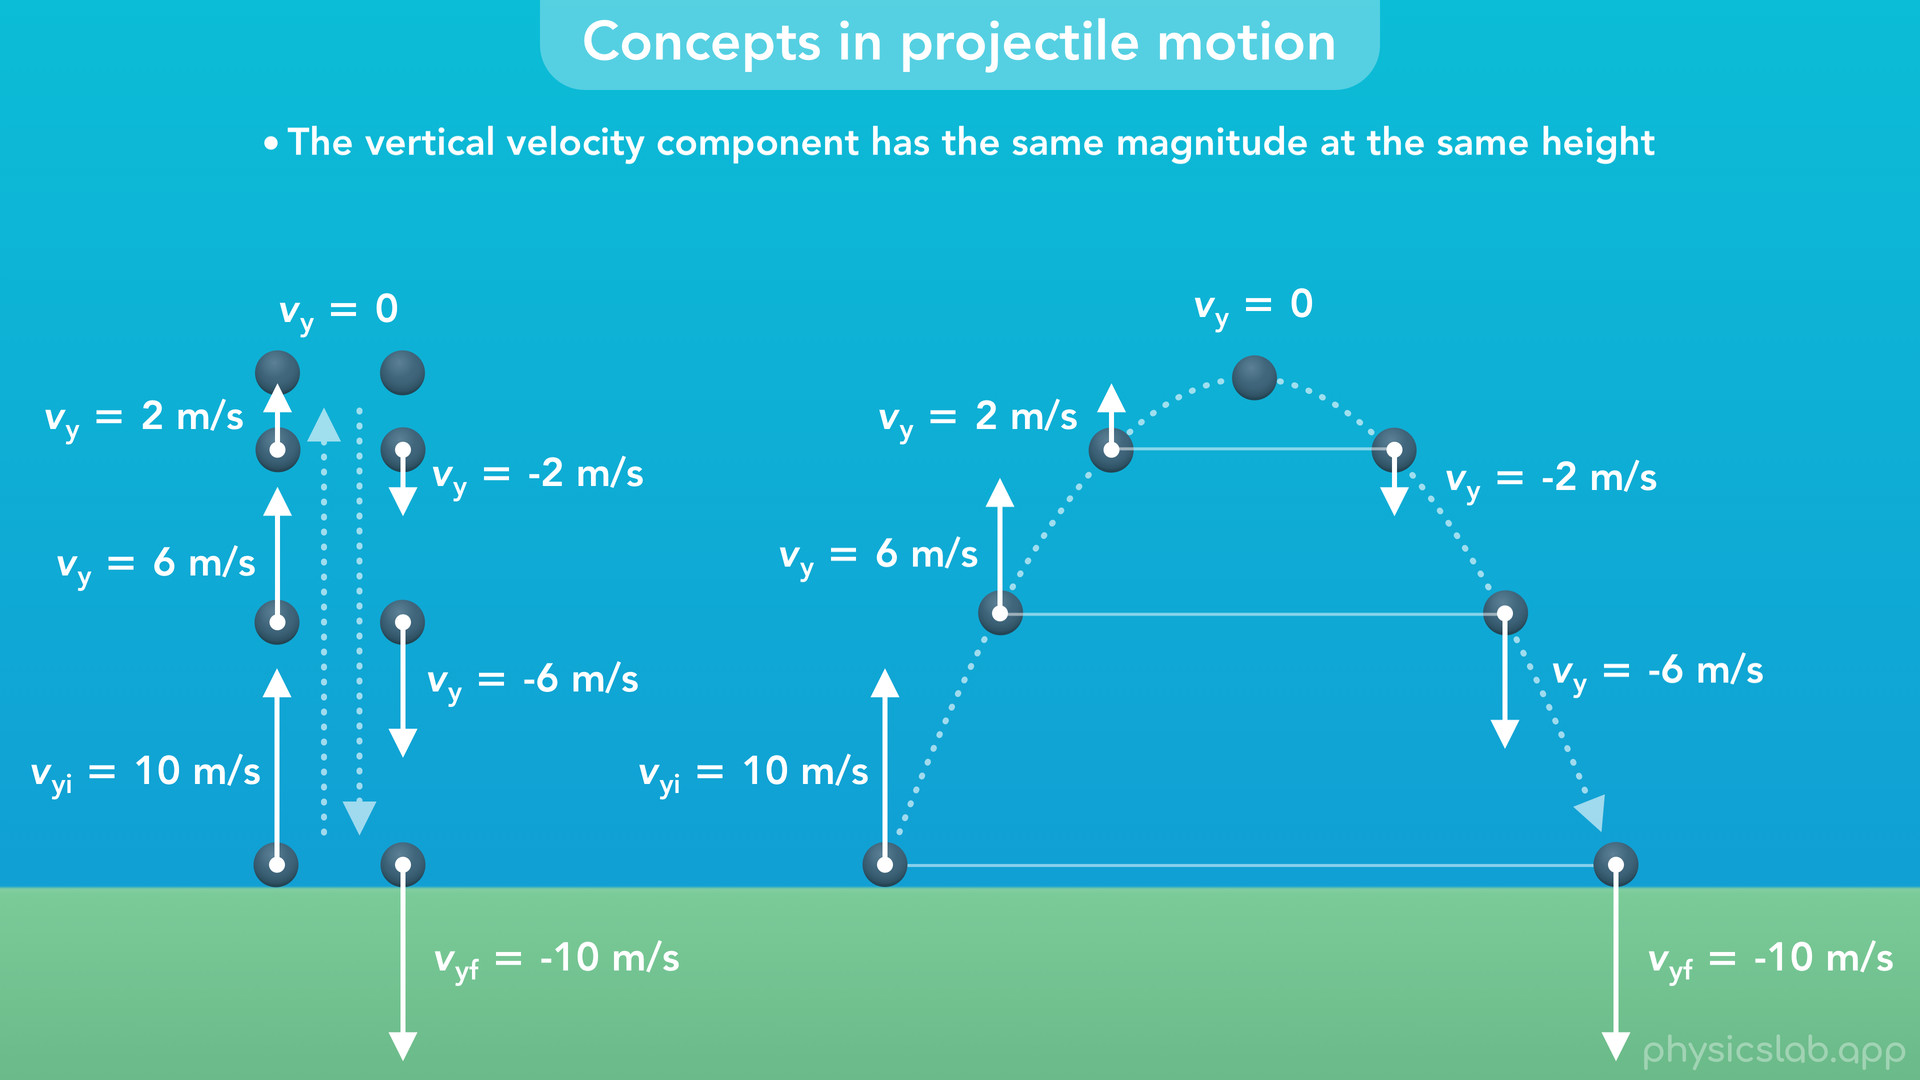 Concepts in projectile motion
• The vertical velocity component has the same magnitude at the same height
vy = 0
vy = 2 m/s
vy = -2 m/s
vy = 6 m/s
vy = -6 m/s
vyi = 10 m/s
vyf = -10 m/s
vy = 0
vy = 2 m/s
vy = -2 m/s
vy = 6 m/s
vy = -6 m/s
vyi = 10 m/s
vyf = -10 m/s
physicslab.app